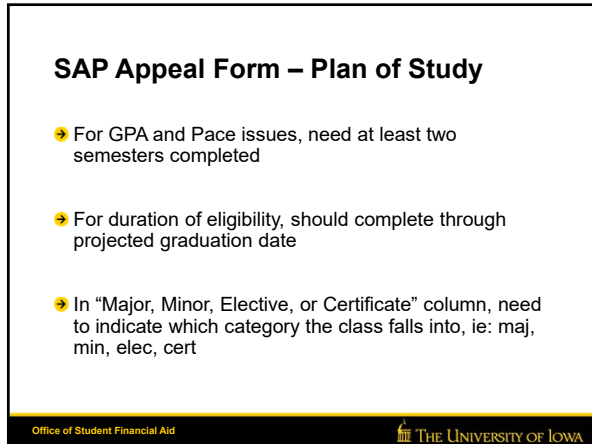 SAP Appeal Form – Plan of Study
For GPA and Pace issues, need at least two
semesters completed
For duration of eligibility, should complete through
projected graduation date
In “Major, Minor, Elective, or Certificate” column, need
to indicate which category the class falls into, ie: maj,
min, elec, cert
Office of Student Financial Aid
THE UNIVERSITY OF IOWA